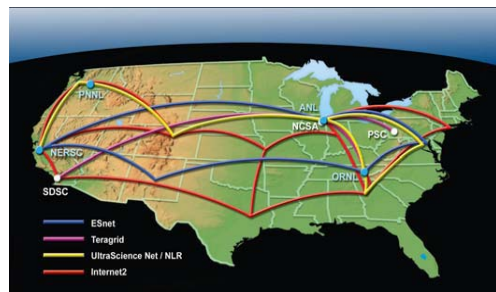 PNNL
ANL
NCSA
PSC
NERSC
ORNL
SDSC
ESnet
Teragrid
UltraScience Net / NLR
Internet2